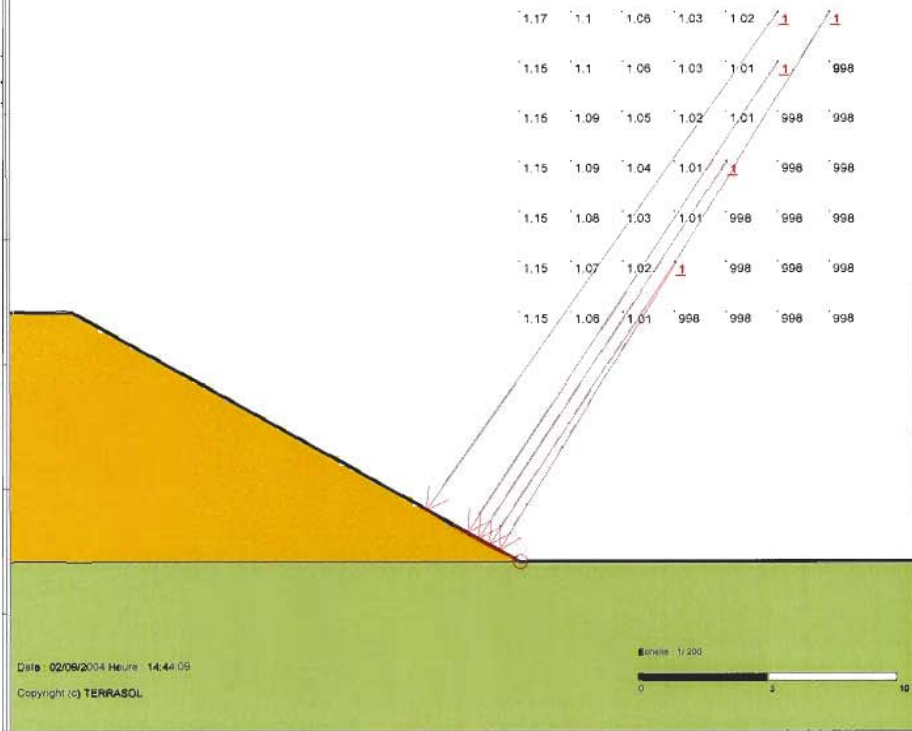 1.17 1.1 1.06 1.03 1.02 1 1
1.15 1.1 1.06 1.03 1.01 1 998
1.15 1.09 1.05 1.02 1.01 998 998
1.15 1.09 1.04 1.01 1 998 998
1.15 1.08 1.03 1.01 998 998 998
1.15 1.07 1.02 1 998 998 998
1.15 1.06 1.01 998 998 998 998
Date : 02/09/2004 Heure : 14:44:09
Copyright (c) TERRASOL
Echelle : 1/ 200
0 5 10